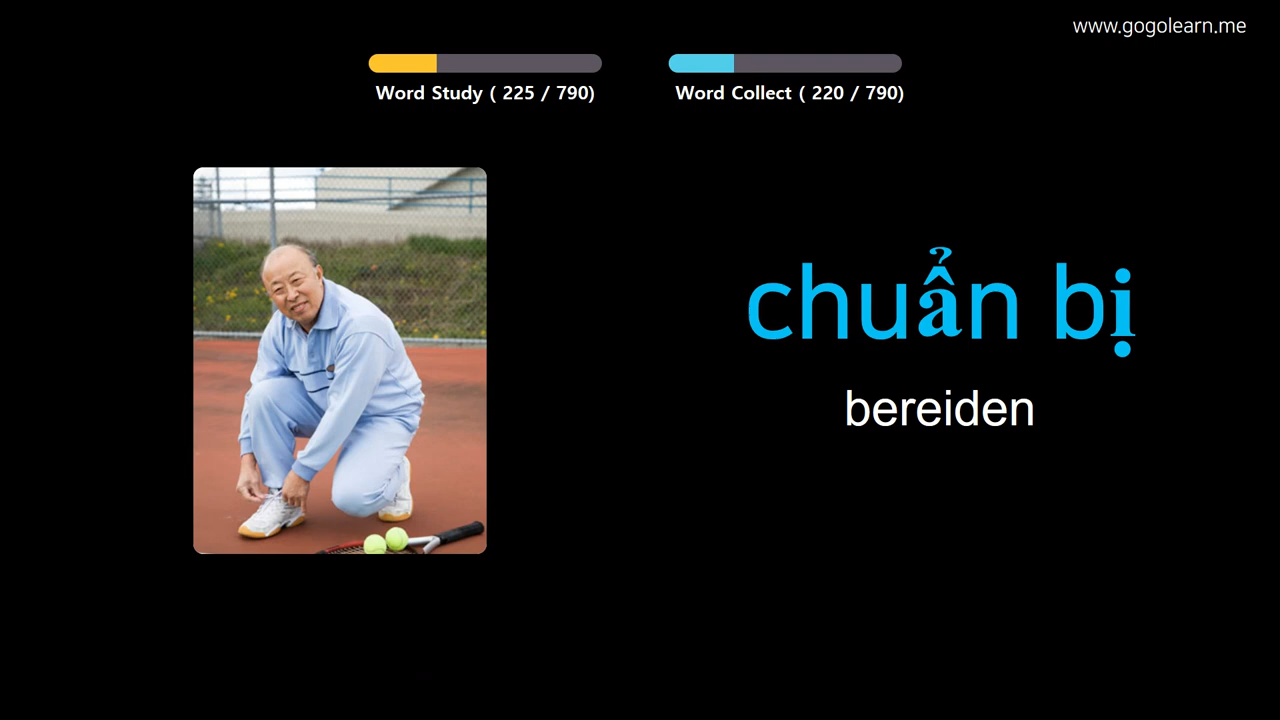 www.gogolearn.me
Word Study ( 225 / 790)
Word Collect ( 220 / 790)
chuẩn bị
bereiden